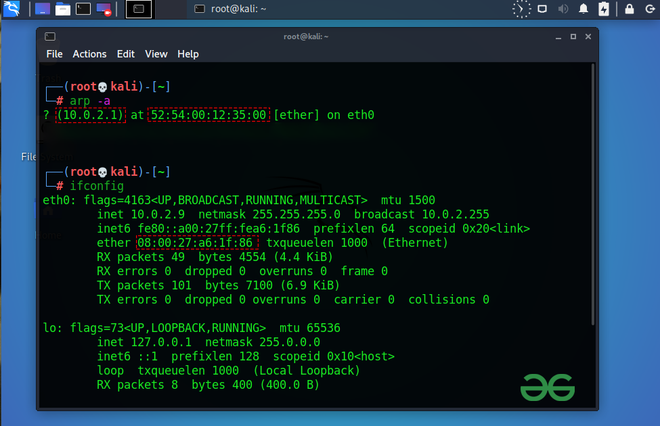 root@kali: ~
root@kali: ~
File Actions Edit View Help
┌──(root💀kali)-[~]
└─# arp -a
? (10.0.2.1) at 52:54:00:12:35:00 [ether] on eth0
File
┌──(root💀kali)-[~]
└─# ifconfig
eth0: flags=4163<UP,BROADCAST,RUNNING,MULTICAST> mtu 1500
inet 10.0.2.9 netmask 255.255.255.0 broadcast 10.0.2.255
inet6 fe80::a00:27ff:fea6:1f86 prefixlen 64 scopeid 0x20<link>
ether 08:00:27:a6:1f:86 txqueuelen 1000 (Ethernet)
RX packets 49 bytes 4554 (4.4 KiB)
RX errors 0 dropped 0 overruns 0 frame 0
TX packets 101 bytes 7100 (6.9 KiB)
TX errors 0 dropped 0 overruns 0 carrier 0 collisions 0
lo: flags=73<UP,LOOPBACK,RUNNING> mtu 65536
inet 127.0.0.1 netmask 255.0.0.0
inet6 ::1 prefixlen 128 scopeid 0x10<host>
loop txqueuelen 1000 (Local Loopback)
RX packets 8 bytes 400 (400.0 B)